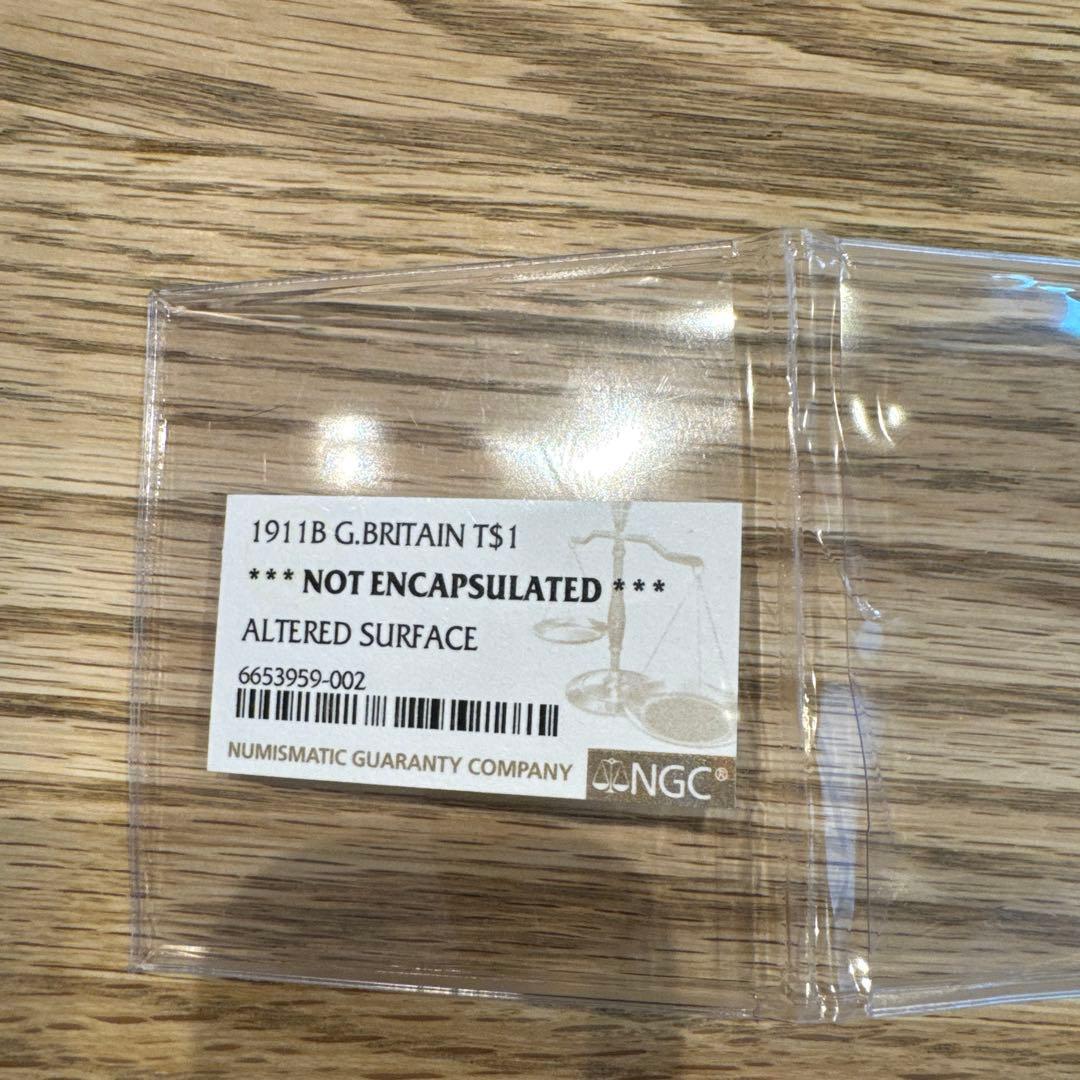 1911B G.BRITAIN T$1
*** NOT ENCAPSULATED ***
ALTERED SURFACE
6653959-002
NUMISMATIC GUARANTY COMPANY
NGC®